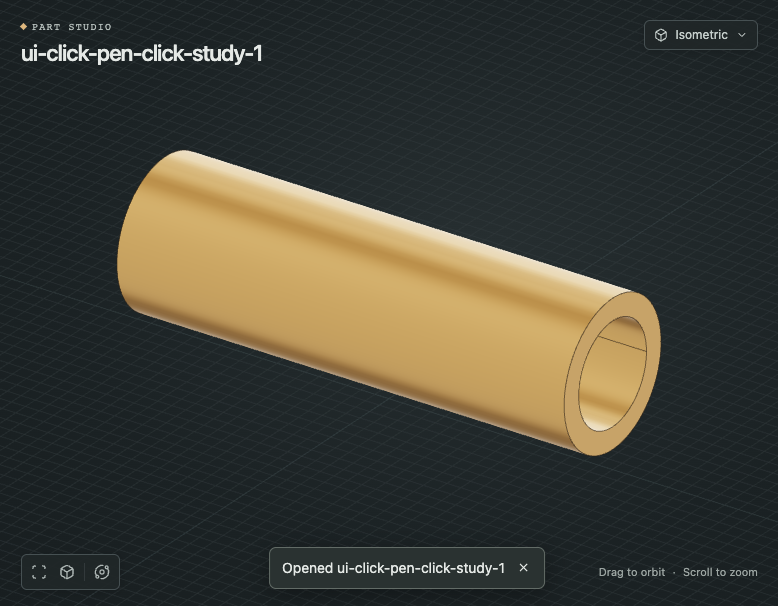 PART STUDIO
ui-click-pen-click-study-1
Isometric
Opened ui-click-pen-click-study-1
Drag to orbit · Scroll to zoom